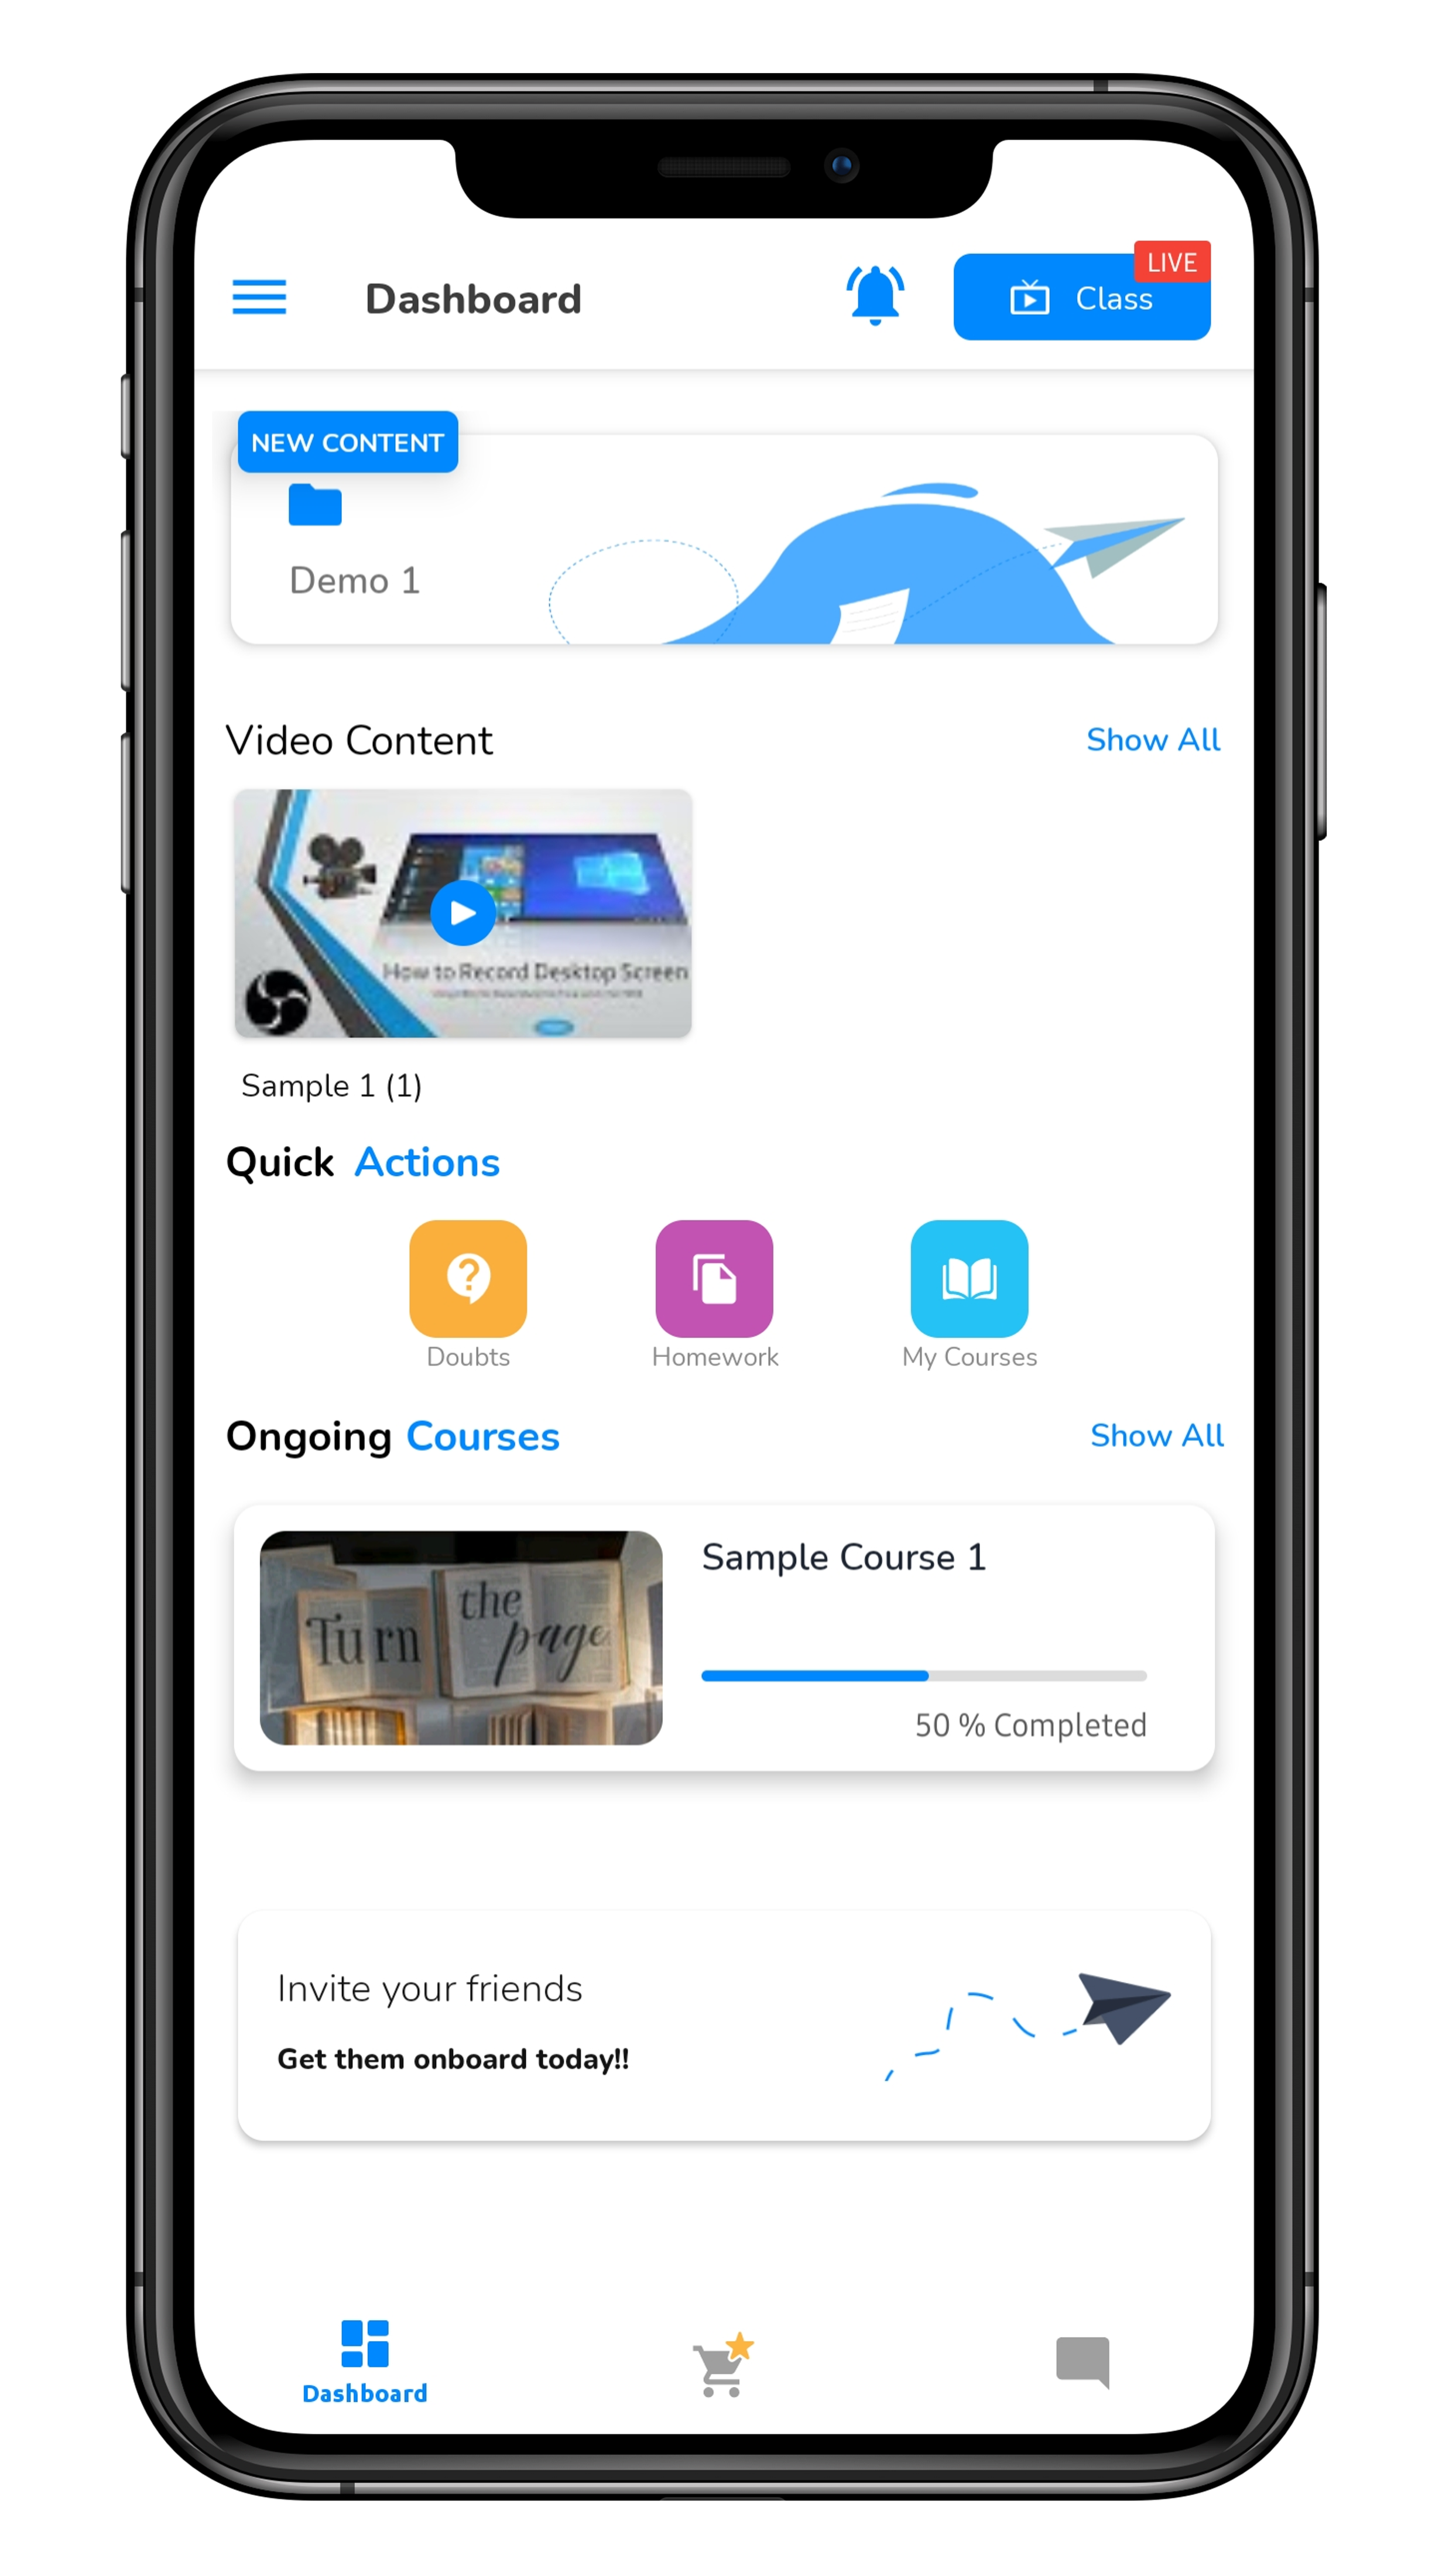 Dashboard
LIVE
Class
NEW CONTENT
Demo 1
Video Content
Show All
How to Record Desktop Screen
Sample 1 (1)
Quick Actions
Doubts
Homework
My Courses
Ongoing Courses
Show All
Turn
the
page
Sample Course 1
50 % Completed
Invite your friends
Get them onboard today!!
Dashboard